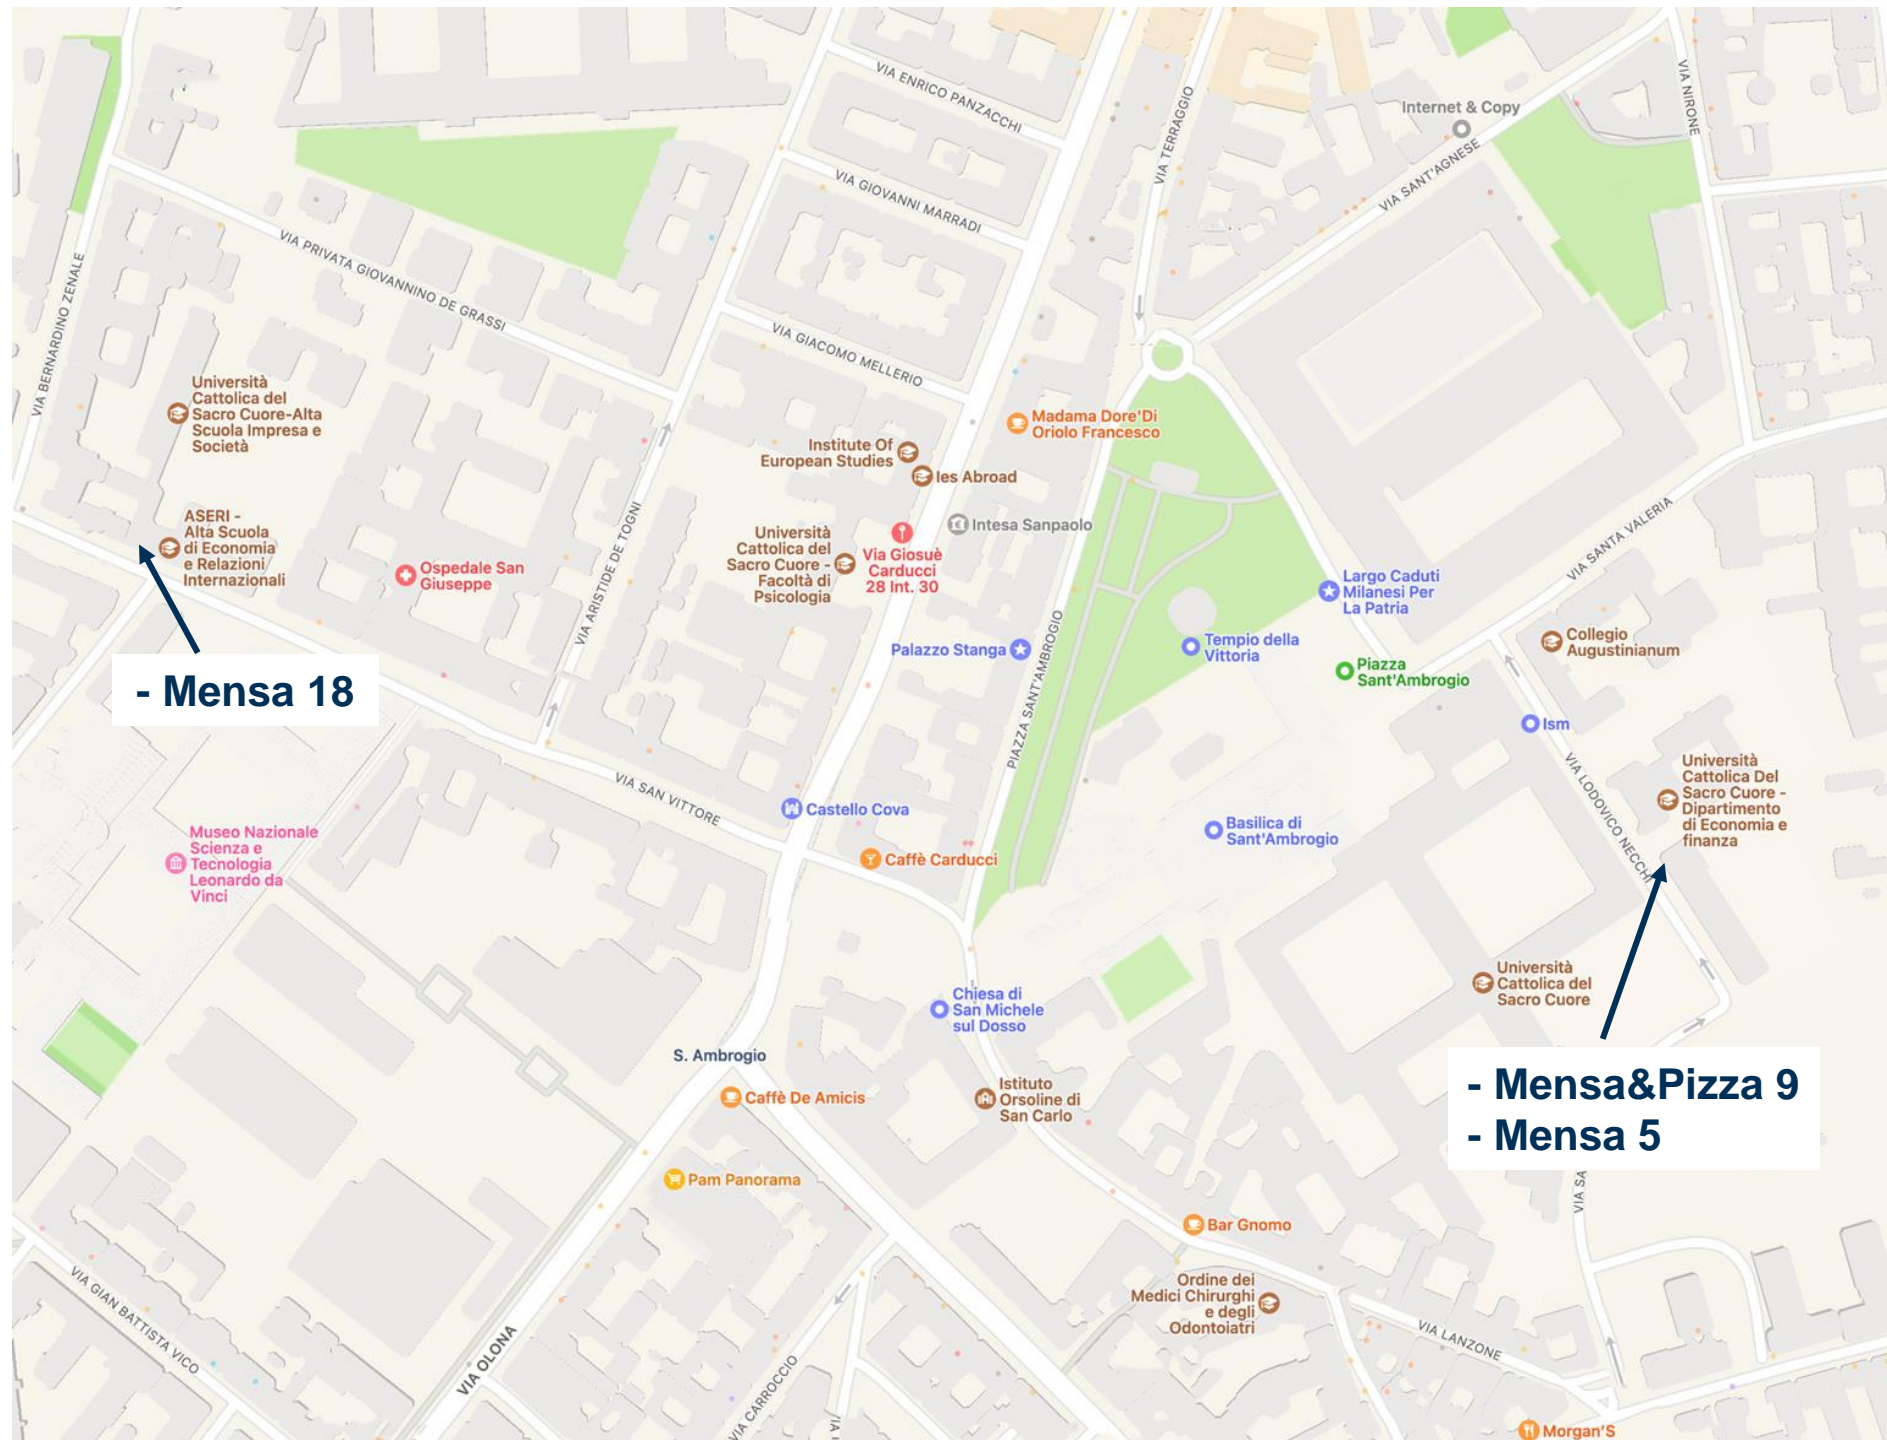 VIA ENRICO PANZACCHI
VIA TERRAGGIO
Internet & Copy
VIA NIRONE
VIA SANT'AGNESE
VIA GIOVANNI MARRADI
VIA PRIVATA GIOVANNINO DE GRASSI
VIA BERNARDINO ZENALE
VIA GIACOMO MELLERIO
Università
Cattolica del
Sacro Cuore-Alta
Scuola Impresa e
Società
Madama Dore'Di
Oriolo Francesco
Institute Of
European Studies
Ies Abroad
Intesa Sanpaolo
ASERI -
Alta Scuola
di Economia
e Relazioni
Internazionali
Ospedale San
Giuseppe
VIA ARISTIDE DE TOGNI
Università
Cattolica del
Sacro Cuore -
Facoltà di
Psicologia
Via Giosuè
Carducci
28 Int. 30
VIA SANTA VALERIA
Largo Caduti
Milanesi Per
La Patria
Palazzo Stanga
PIAZZA SANT'AMBROGIO
Tempio della
Vittoria
Piazza
Sant'Ambrogio
Collegio
Augustinianum
- Mensa 18
Ism
VIA LODOVICO NECCHI
Università
Cattolica Del
Sacro Cuore -
Dipartimento
di Economia e
finanza
VIA SAN VITTORE
Castello Cova
Caffè Carducci
Basilica di
Sant'Ambrogio
Museo Nazionale
Scienza e
Tecnologia
Leonardo da
Vinci
Università
Cattolica del
Sacro Cuore
Chiesa di
San Michele
sul Dosso
S. Ambrogio
Caffè De Amicis
Istituto
Orsoline di
San Carlo
- Mensa&Pizza 9
- Mensa 5
Pam Panorama
VIA SA
Bar Gnomo
Ordine dei
Medici Chirurghi
e degli
Odontoiatri
VIA GIAN BATTISTA VICO
VIA OLONA
VIA CARROCCIO
VIA LANZONE
Morgan'S